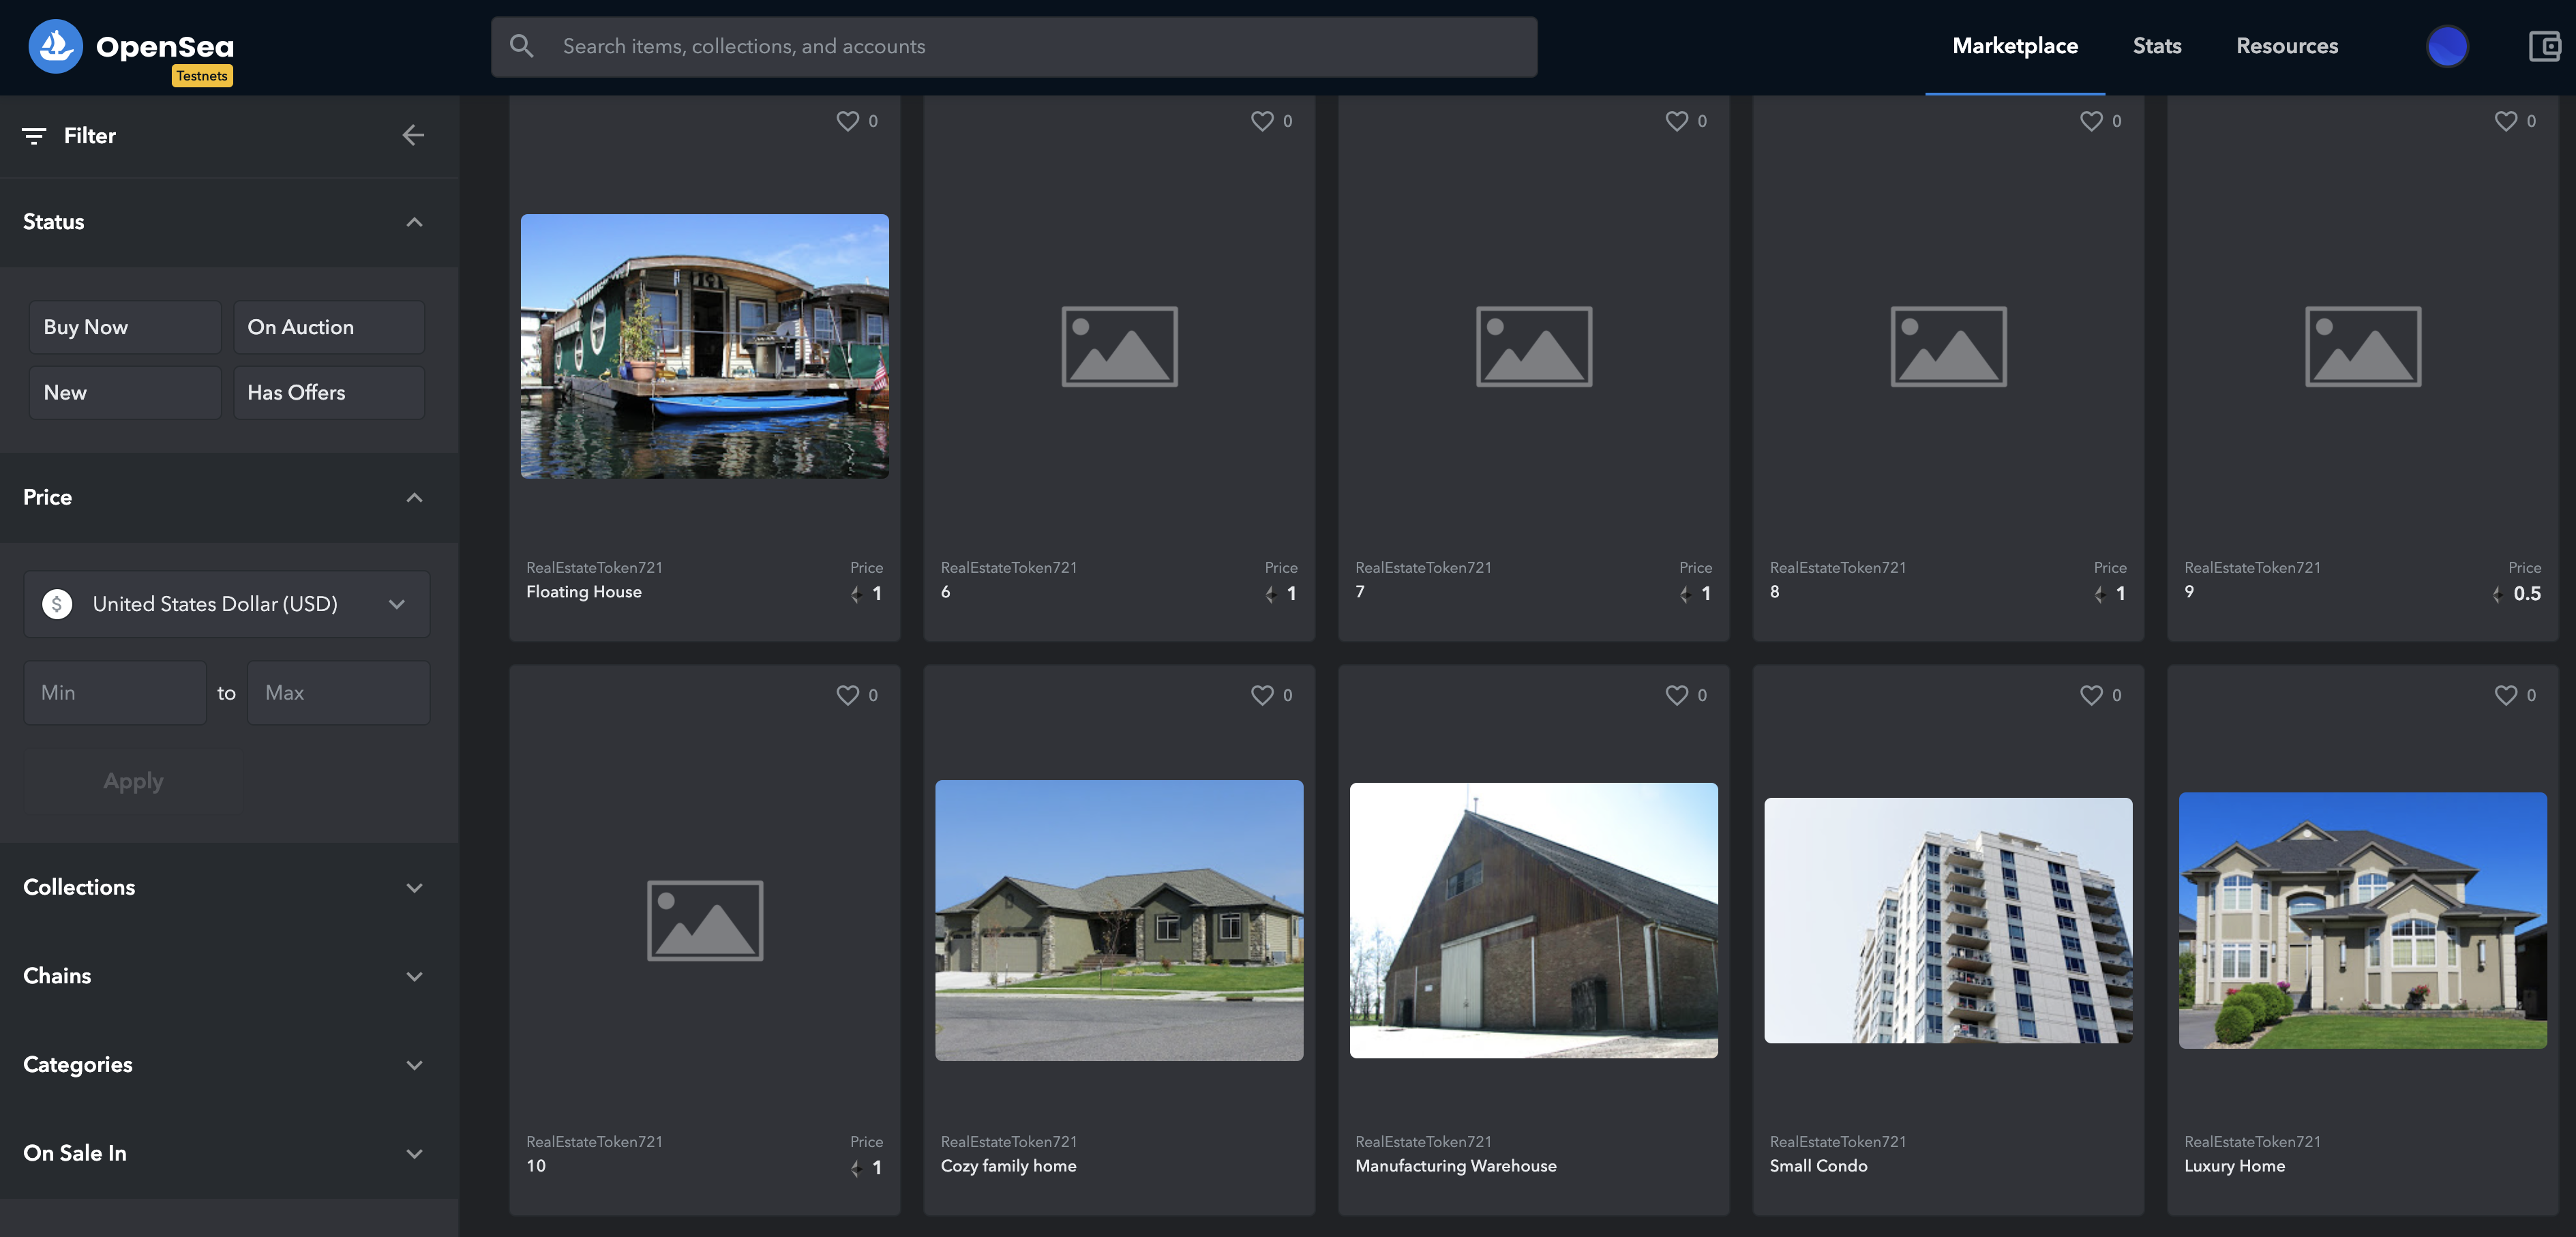 OpenSea
Testnets
Search items, collections, and accounts
Marketplace
Stats
Resources
Filter
Status
Buy Now
On Auction
New
Has Offers
Price
$
United States Dollar (USD)
Min
to
Max
Apply
Collections
Chains
Categories
On Sale In
0
0
0
0
0
RealEstateToken721
Price
Floating House
1
RealEstateToken721
Price
6
1
RealEstateToken721
Price
7
1
RealEstateToken721
Price
8
1
RealEstateToken721
Price
9
0.5
0
0
0
0
0
RealEstateToken721
Price
10
1
RealEstateToken721
Cozy family home
RealEstateToken721
Manufacturing Warehouse
RealEstateToken721
Small Condo
RealEstateToken721
Luxury Home